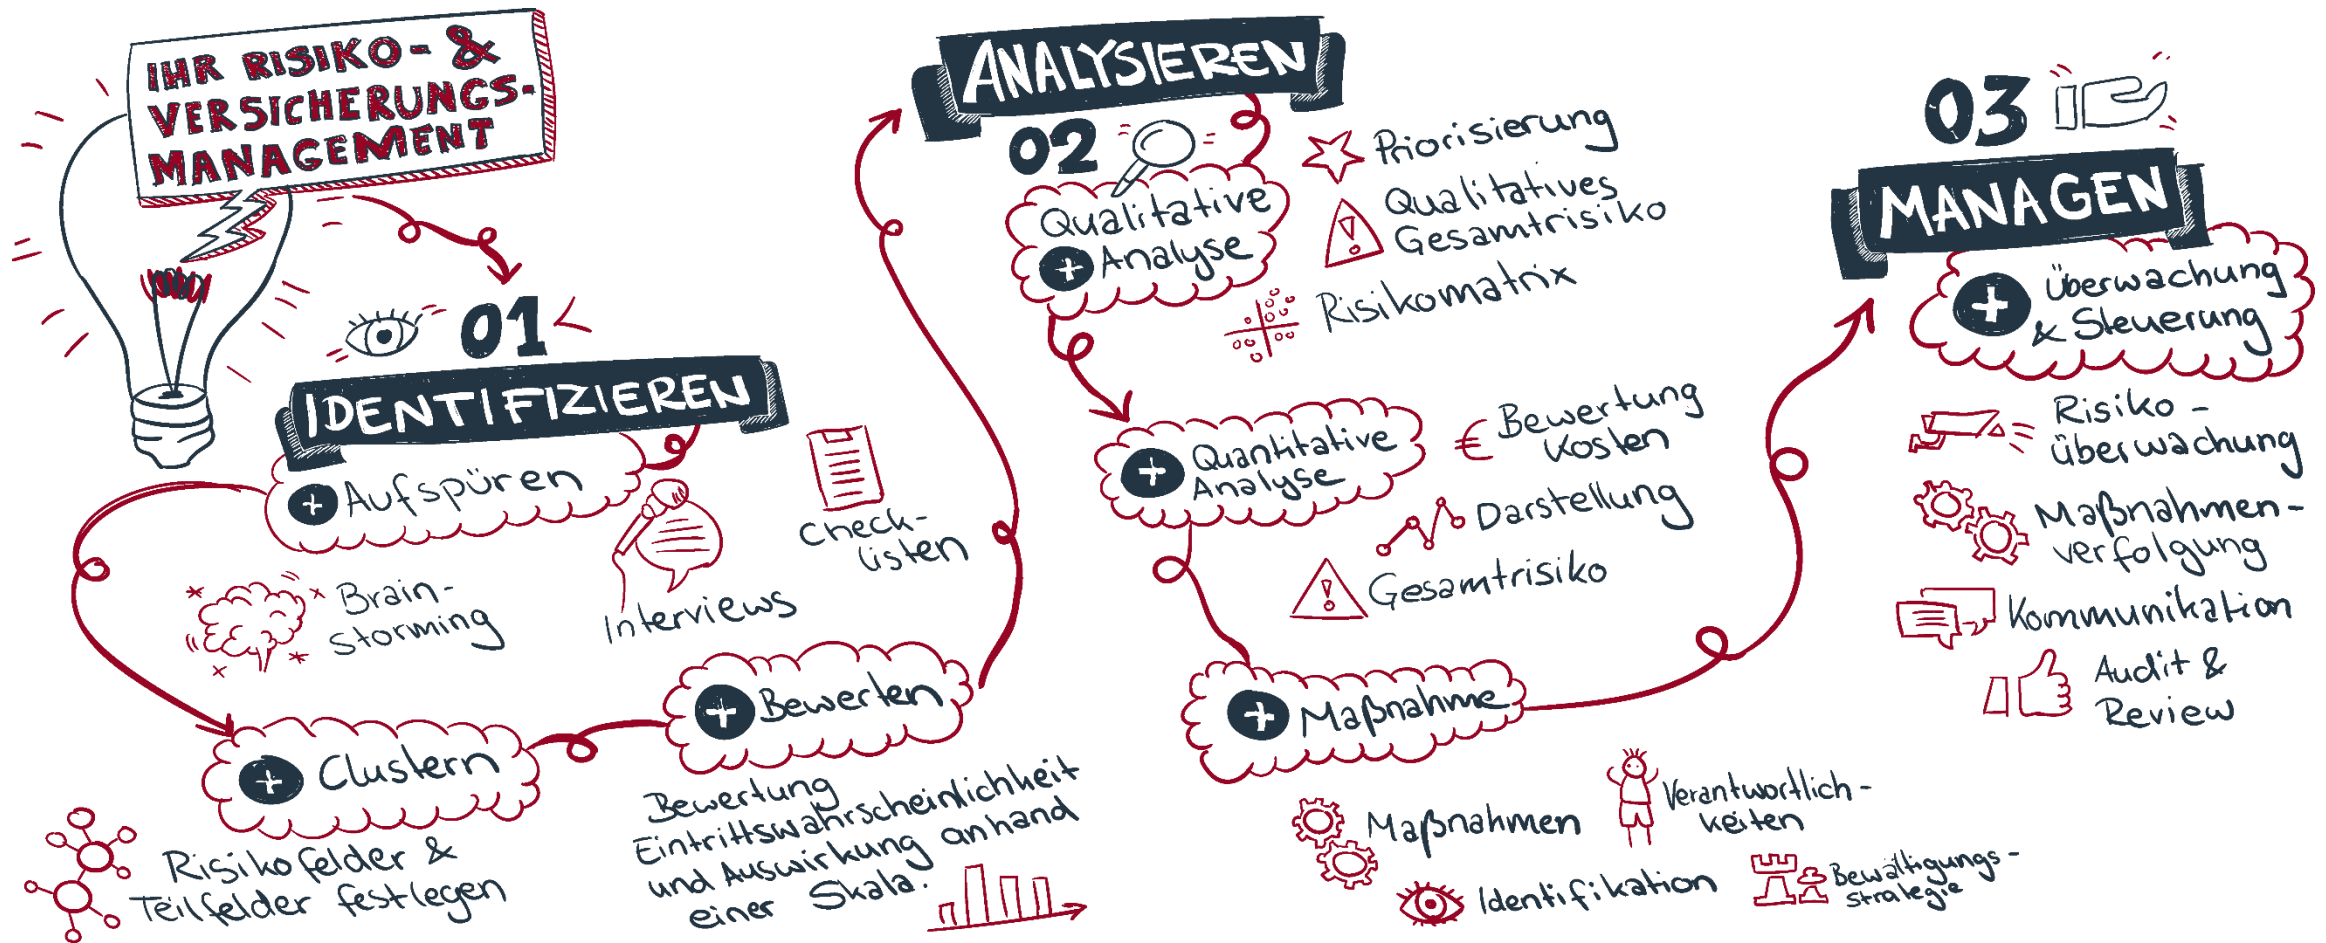 IHR RISIKO- &
VERSICHERUNGS-
MANAGEMENT
01
IDENTIFIZIEREN
Aufspüren
Brain-
storming
Interviews
Check-
listen
Clustern
Risikofelder &
Teilfelder festlegen
Bewerten
Bewertung
Eintrittswahrscheinlichkeit
und Auswirkung anhand
einer Skala.
ANALYSIEREN
02
Qualitative
Analyse
Priorisierung
Qualitatives
Gesamtrisiko
Risikomatrix
Quantitative
Analyse
€ Bewertung
Kosten
Darstellung
Gesamtrisiko
Maßnahme
Maßnahmen
Verantwortlich-
keiten
Identifikation
Bewältigungs-
strategie
03
MANAGEN
Überwachung
& Steuerung
Risiko-
überwachung
Maßnahmen-
verfolgung
Kommunikation
Audit &
Review